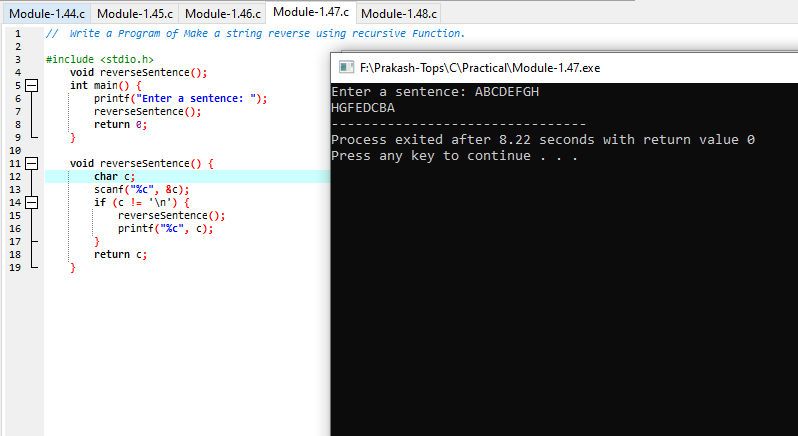 Module-1.44.c Module-1.45.c Module-1.46.c Module-1.47.c Module-1.48.c
1 // Write a Program of Make a string reverse using recursive Function.
2
3 #include <stdio.h>
4 void reverseSentence();
5 int main() {
6 printf("Enter a sentence: ");
7 reverseSentence();
8 return 0;
9 }
10
11 void reverseSentence() {
12 char c;
13 scanf("%c", &c);
14 if (c != '\n') {
15 reverseSentence();
16 printf("%c", c);
17 }
18 return c;
19 }
F:\Prakash-Tops\C\Practical\Module-1.47.exe
Enter a sentence: ABCDEFGH
HGFEDCBA
--------------------------------
Process exited after 8.22 seconds with return value 0
Press any key to continue . . .